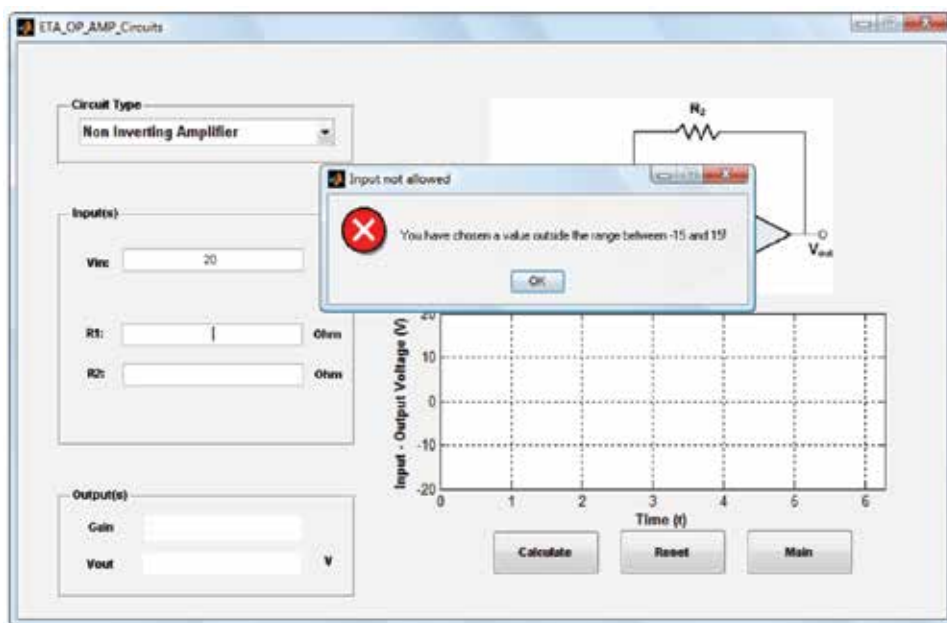 ETA_OP_AMP_Circuits
Circuit Type
Non Inverting Amplifier
R2
Input not allowed
You have chosen a value outside the range between -15 and 15!
OK
Vout
Input(s)
Vin: 20
R1: Ohm
R2: Ohm
Input - Output Voltage (V)
20
10
0
-10
-20
0 1 2 3 4 5 6
Time (t)
Output(s)
Gain
Vout V
Calculate Reset Main